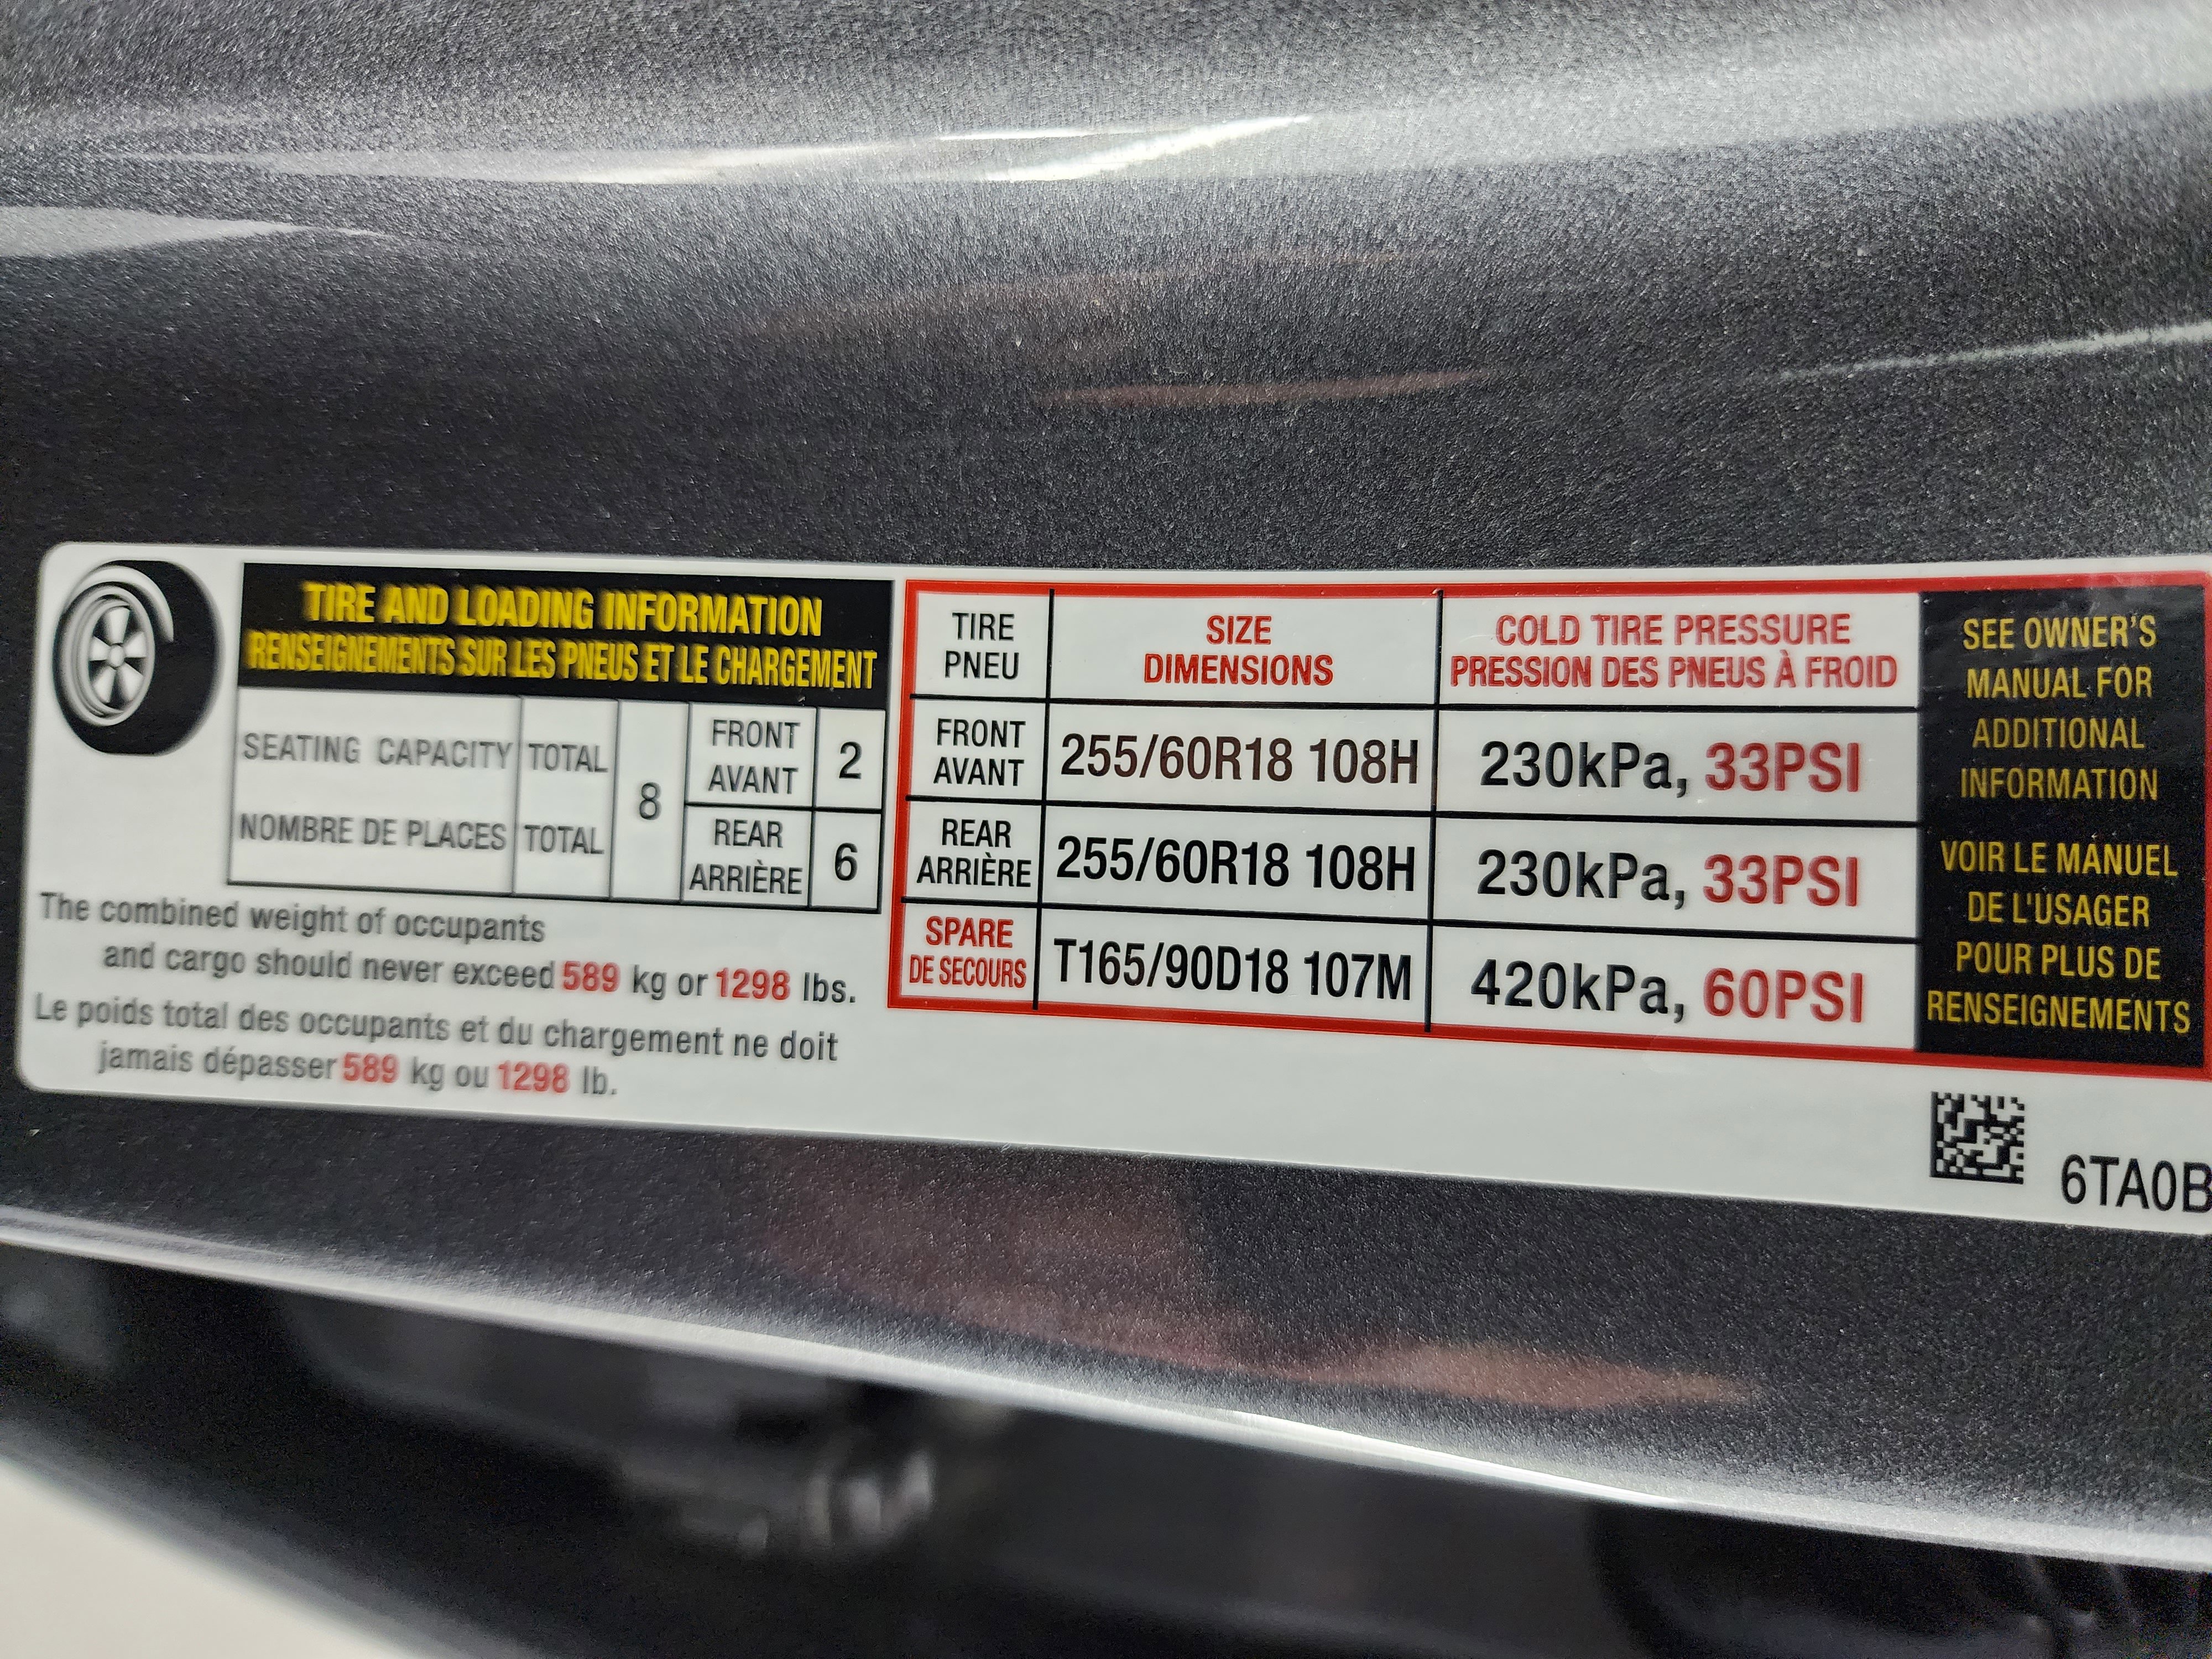 TIRE AND LOADING INFORMATION
RENSEIGNEMENTS SUR LES PNEUS ET LE CHARGEMENT
SEATING CAPACITY TOTAL
NOMBRE DE PLACES TOTAL
8
FRONT
AVANT
2
REAR
ARRIÈRE
6
The combined weight of occupants
and cargo should never exceed 589 kg or 1298 lbs.
Le poids total des occupants et du chargement ne doit
jamais dépasser 589 kg ou 1298 lb.
TIRE
PNEU
SIZE
DIMENSIONS
COLD TIRE PRESSURE
PRESSION DES PNEUS À FROID
FRONT
AVANT
255/60R18 108H
230kPa, 33PSI
REAR
ARRIÈRE
255/60R18 108H
230kPa, 33PSI
SPARE
DE SECOURS
T165/90D18 107M
420kPa, 60PSI
SEE OWNER'S
MANUAL FOR
ADDITIONAL
INFORMATION
VOIR LE MANUEL
DE L'USAGER
POUR PLUS DE
RENSEIGNEMENTS
6TA0B